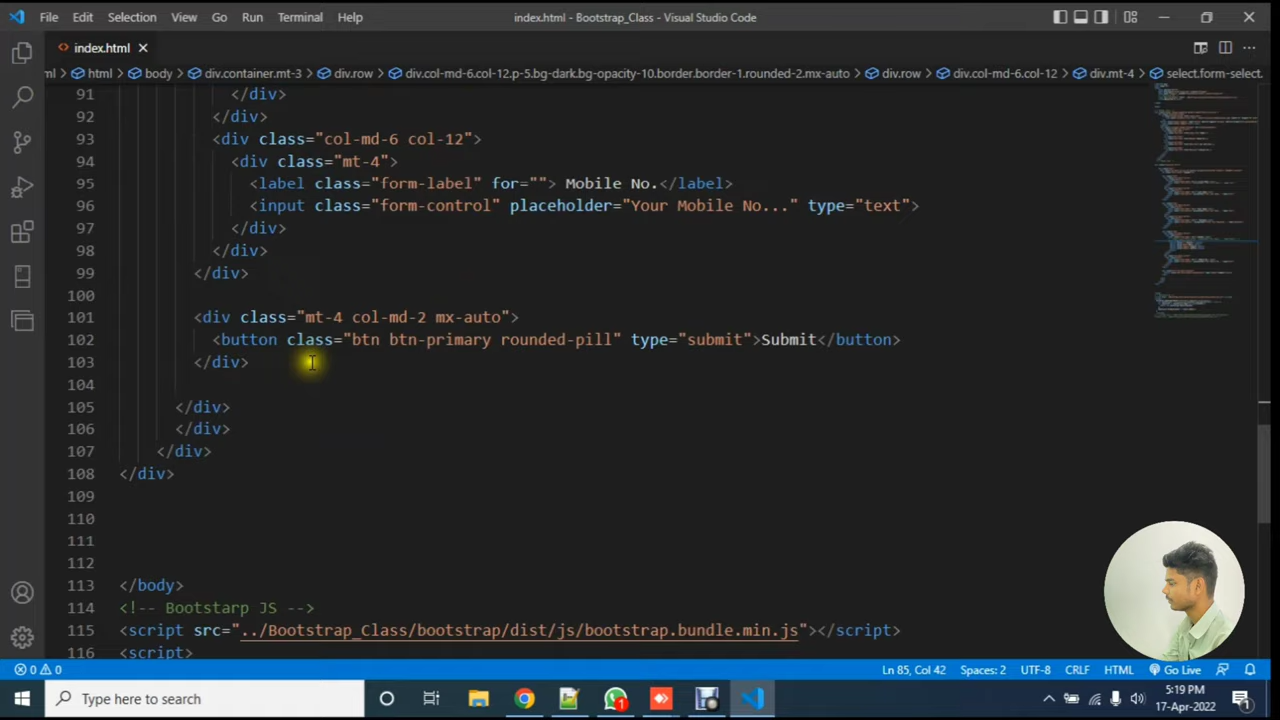 File Edit Selection View Go Run Terminal Help index.html - Bootstrap_Class - Visual Studio Code
index.html
html body div.container.mt-3 div.row div.col-md-6.col-12.p-5.bg-dark.bg-opacity-10.border.border-1.rounded-2.mx-auto div.row div.col-md-6.col-12 div.mt-4 select.form-select.
91 </div>
92 </div>
93 <div class="col-md-6 col-12">
94 <div class="mt-4">
95 <label class="form-label" for=""> Mobile No.</label>
96 <input class="form-control" placeholder="Your Mobile No..." type="text">
97 </div>
98 </div>
99 </div>
100
101 <div class="mt-4 col-md-2 mx-auto">
102 <button class="btn btn-primary rounded-pill" type="submit">Submit</button>
103 </div>
104
105 </div>
106 </div>
107 </div>
108 </div>
109
110
111
112
113 </body>
114 <!-- Bootstarp JS -->
115 <script src="../Bootstrap_Class/bootstrap/dist/js/bootstrap.bundle.min.js"></script>
116 <script>
0 0 Ln 85, Col 42 Spaces: 2 UTF-8 CRLF HTML Go Live
Type here to search 5:19 PM
17-Apr-2022